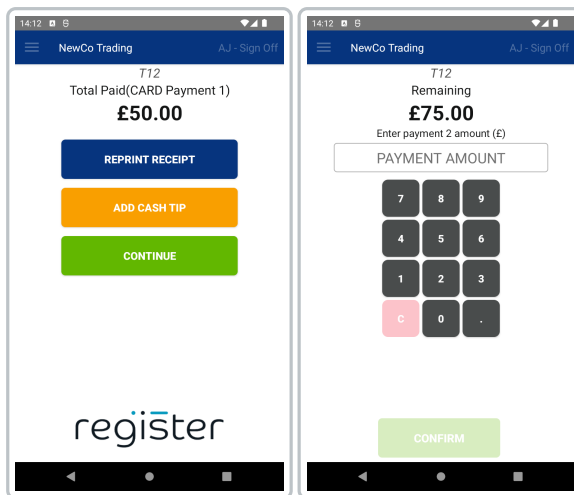 14:12
NewCo Trading AJ - Sign Off
T12
Total Paid(CARD Payment 1)
£50.00
REPRINT RECEIPT
ADD CASH TIP
CONTINUE
register
14:12
NewCo Trading AJ - Sign Off
T12
Remaining
£75.00
Enter payment 2 amount (£)
PAYMENT AMOUNT
7 8 9
4 5 6
1 2 3
C 0 .
CONFIRM